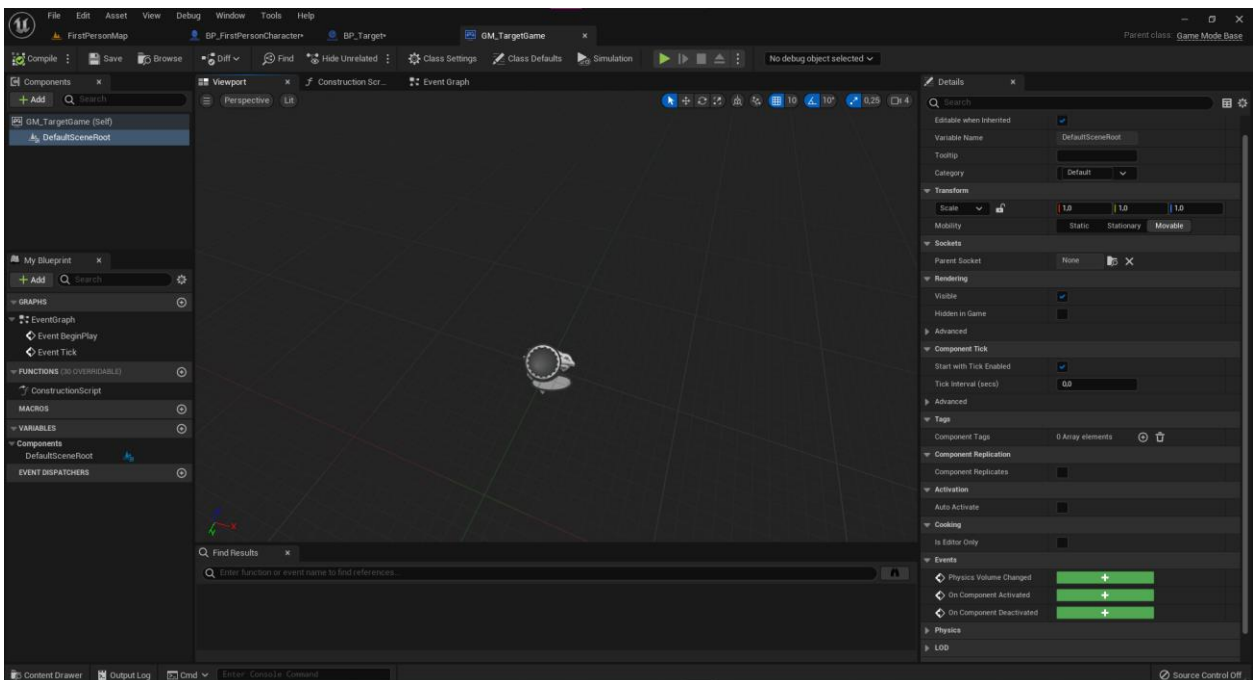 File Edit Asset View Debug Window Tools Help
FirstPersonMap BP_FirstPersonCharacter• BP_Target• GM_TargetGame Parent class: Game Mode Base
Compile Save Browse Diff Find Hide Unrelated Class Settings Class Defaults Simulation No debug object selected
Components
Add Search
GM_TargetGame (Self)
DefaultSceneRoot
My Blueprint
Add Search
GRAPHS
EventGraph
Event BeginPlay
Event Tick
FUNCTIONS (30 OVERRIDABLE)
ConstructionScript
MACROS
VARIABLES
Components
DefaultSceneRoot
EVENT DISPATCHERS
Viewport Construction Scr... Event Graph
Perspective Lit 10 10° 0,25 4
X
Y
Find Results
Enter function or event name to find references...
Details
Search
Editable when Inherited
Variable Name DefaultSceneRoot
Tooltip
Category Default
Transform
Scale 1,0 1,0 1,0
Mobility Static Stationary Movable
Sockets
Parent Socket None
Rendering
Visible
Hidden in Game
Advanced
Component Tick
Start with Tick Enabled
Tick Interval (secs) 0,0
Advanced
Tags
Component Tags 0 Array elements
Component Replication
Component Replicates
Activation
Auto Activate
Cooking
Is Editor Only
Events
Physics Volume Changed
On Component Activated
On Component Deactivated
Physics
LOD
Content Drawer Output Log Cmd Enter Console Command Source Control Off